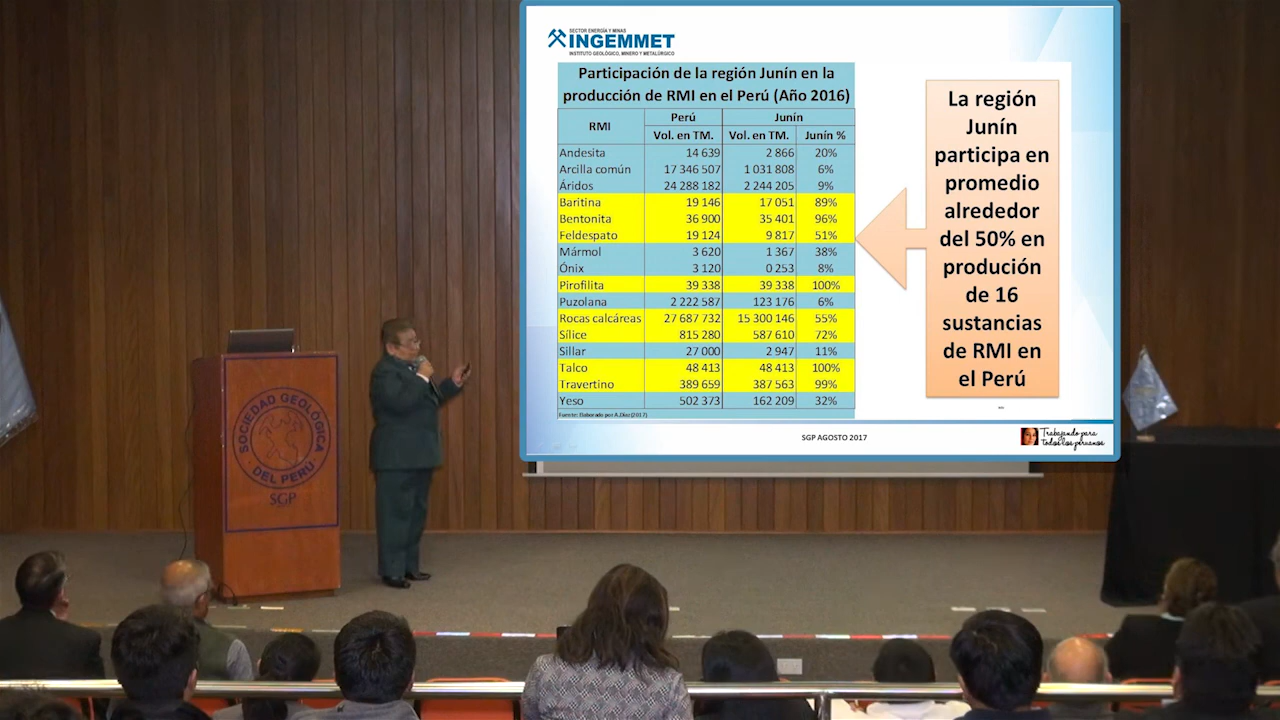 SECTOR ENERGÍA Y MINAS
INGEMMET
INSTITUTO GEOLÓGICO, MINERO Y METALÚRGICO
Participación de la región Junín en la
producción de RMI en el Perú (Año 2016)
RMI Perú Junín
Vol. en TM. Vol. en TM. Junín %
Andesita 14 639 2 866 20%
Arcilla común 17 346 507 1 031 808 6%
Áridos 24 288 182 2 244 205 9%
Baritina 19 146 17 051 89%
Bentonita 36 900 35 401 96%
Feldespato 19 124 9 817 51%
Mármol 3 620 1 367 38%
Ónix 3 120 0 253 8%
Pirofilita 39 338 39 338 100%
Puzolana 2 222 587 123 176 6%
Rocas calcáreas 27 687 732 15 300 146 55%
Sílice 815 280 587 610 72%
Sillar 27 000 2 947 11%
Talco 48 413 48 413 100%
Travertino 389 659 387 563 99%
Yeso 502 373 162 209 32%
Fuente: Elaborado por A.Díaz (2017)
La región
Junín
participa en
promedio
alrededor
del 50% en
produción
de 16
sustancias
de RMI en
el Perú
SGP AGOSTO 2017
Trabajando para
todos los peruanos
SOCIEDAD GEOLÓGICA
DEL PERÚ
SGP